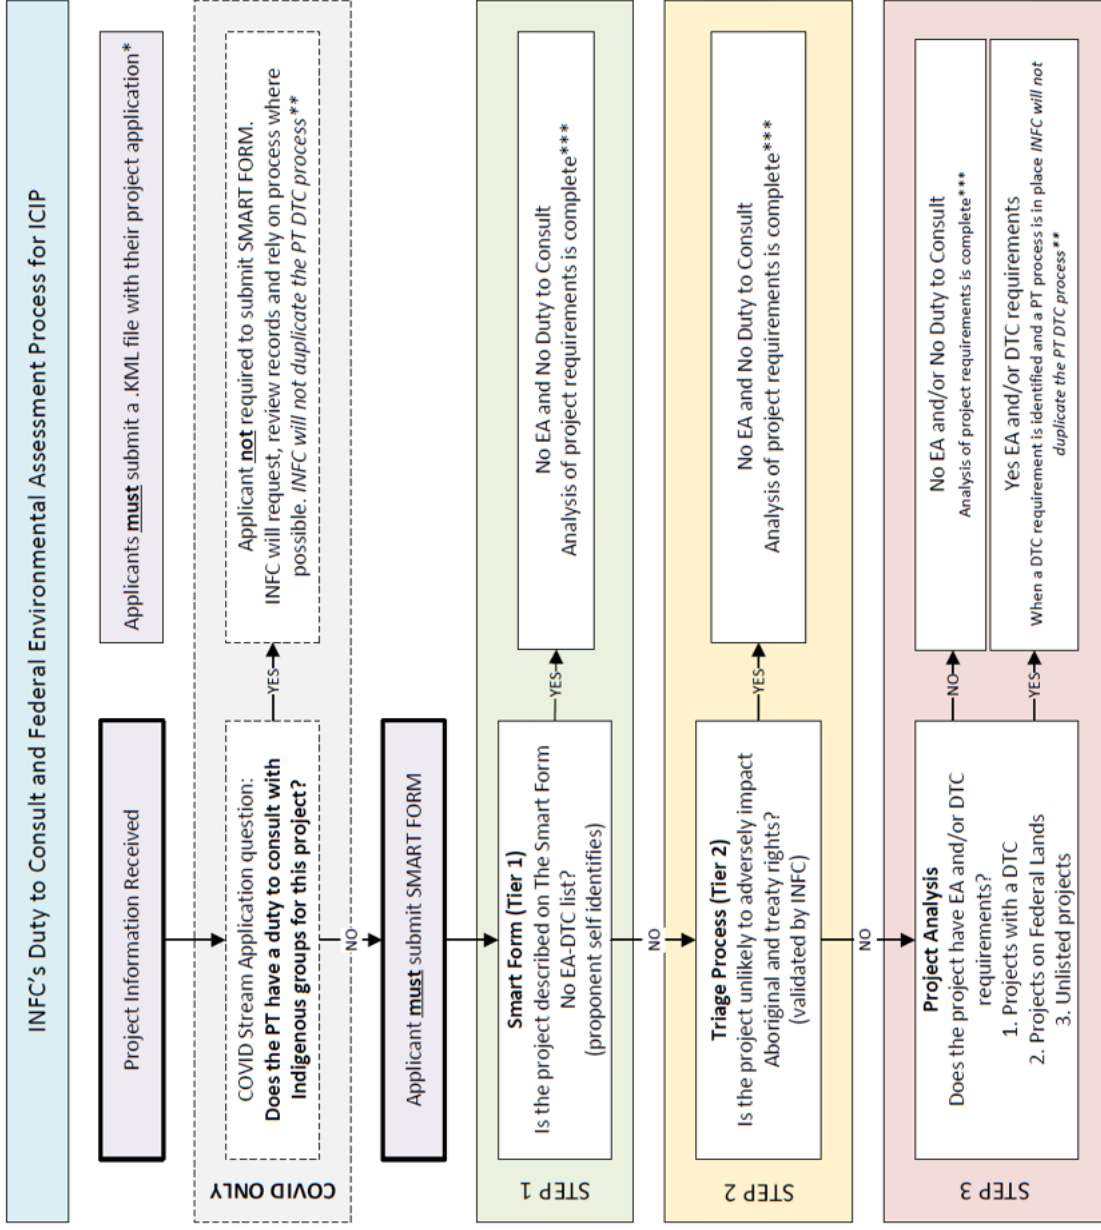 INFC's Duty to Consult and Federal Environmental Assessment Process for ICIP
Project Information Received
Applicants must submit a .KML file with their project application*
COVID ONLY
COVID Stream Application question:
Does the PT have a duty to consult with
Indigenous groups for this project?
YES
Applicant not required to submit SMART FORM.
INFC will request, review records and rely on process where
possible. INFC will not duplicate the PT DTC process**
NO
Applicant must submit SMART FORM
STEP 1
Smart Form (Tier 1)
Is the project described on The Smart Form
No EA-DTC list?
(proponent self identifies)
YES
No EA and No Duty to Consult
Analysis of project requirements is complete***
NO
STEP 2
Triage Process (Tier 2)
Is the project unlikely to adversely impact
Aboriginal and treaty rights?
(validated by INFC)
YES
No EA and No Duty to Consult
Analysis of project requirements is complete***
NO
STEP 3
Project Analysis
Does the project have EA and/or DTC
requirements?
1. Projects with a DTC
2. Projects on Federal Lands
3. Unlisted projects
NO
No EA and/or No Duty to Consult
Analysis of project requirements is complete***
YES
Yes EA and/or DTC requirements
When a DTC requirement is identified and a PT process is in place INFC will not
duplicate the PT DTC process**